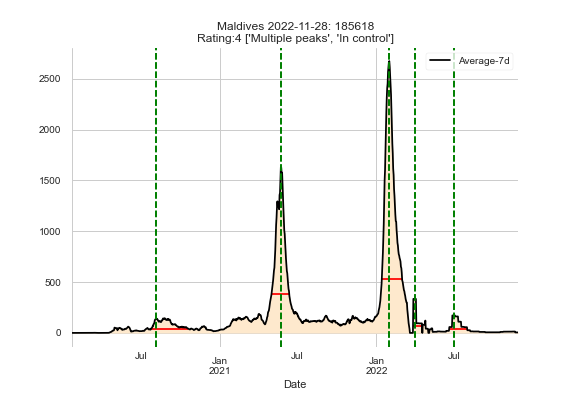 Maldives 2022-11-28: 185618
Rating:4 ['Multiple peaks', 'In control']
Average-7d
2500
2000
1500
1000
500
0
Jul
Jan
2021
Jul
Jan
2022
Jul
Date